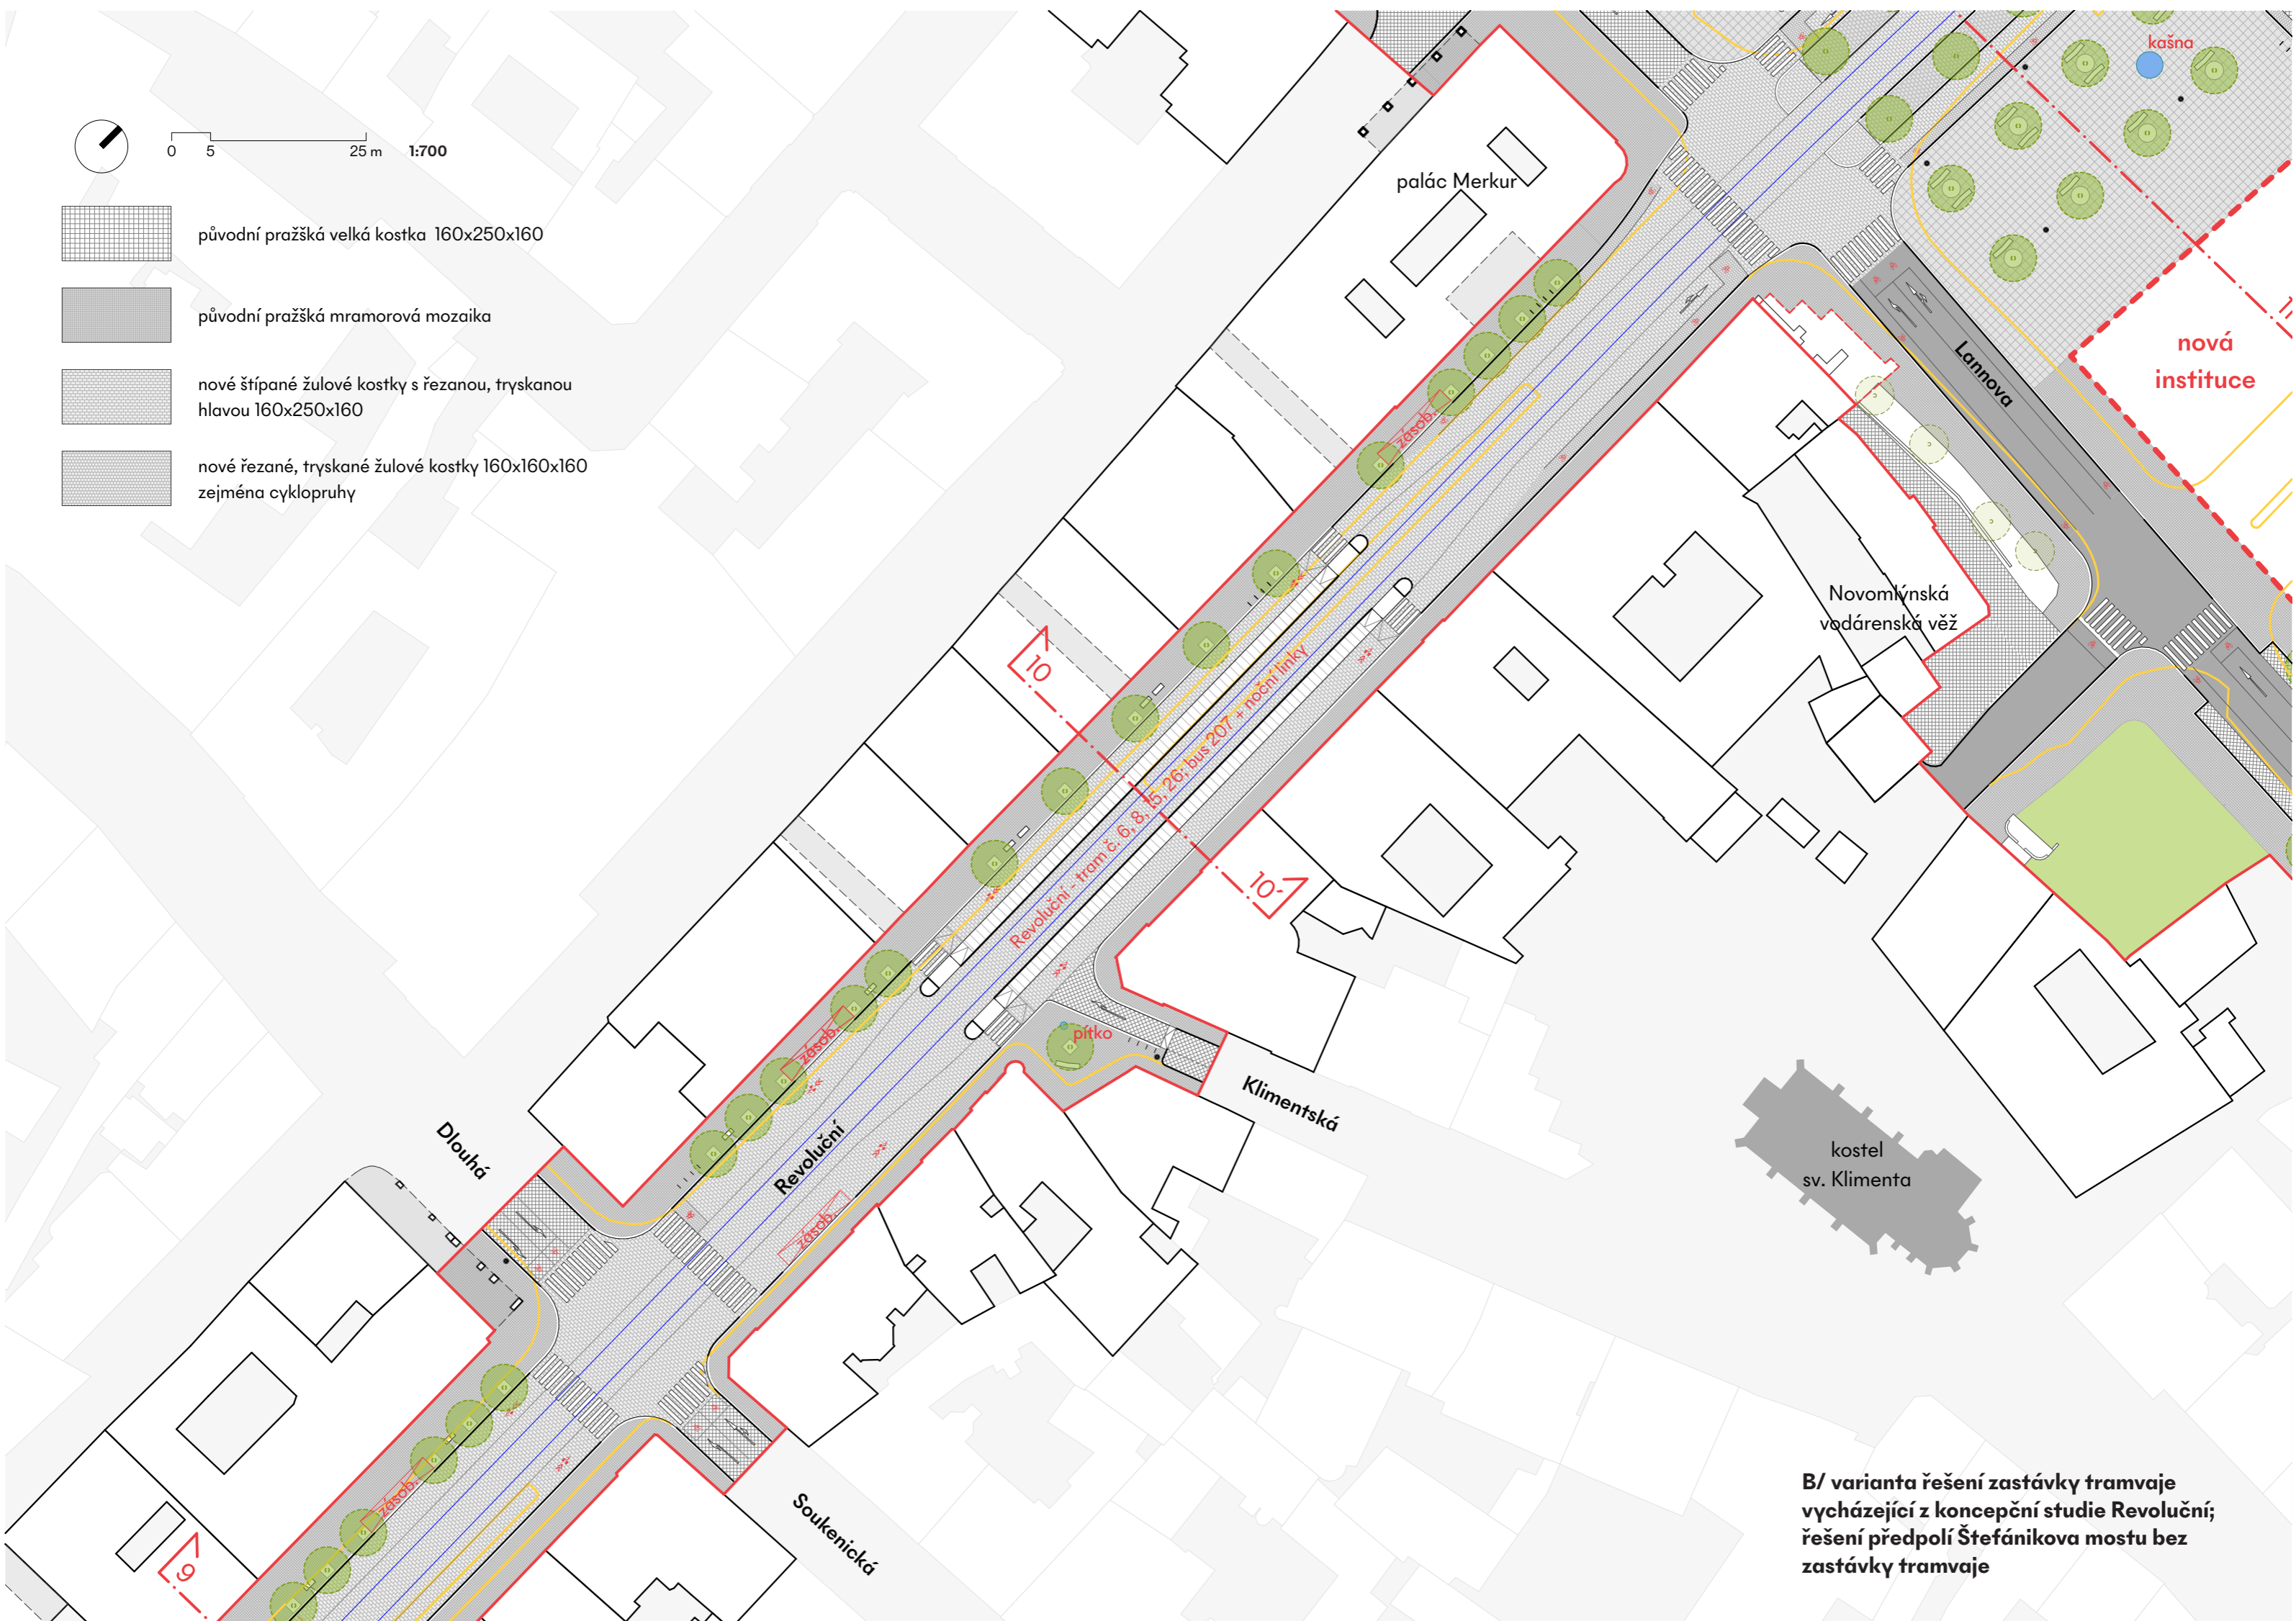 kašna
0 5 25 m 1:700
palác Merkur
původní pražšká velká kostka 160x250x160
původní pražšká mramorová mozaika
nové štípané žulové kostky s řezanou, tryskanou
hlavou 160x250x160
nové řezané, tryskané žulové kostky 160x160x160
zejména cyklopruhy
nová
instituce
Lannova
zásob.
Novomlýnská
vodárenská věž
10
Revoluční - tram č. 6, 8, 15, 26; bus 207 + noční linky
10´
pítko
zásob.
Klimentská
Dlouhá
Revoluční
kostel
sv. Klimenta
zásob.
zásob.
Soukenická
9
B/ varianta řešení zastávky tramvaje
vycházející z koncepční studie Revoluční;
řešení předpolí Štefánikova mostu bez
zastávky tramvaje